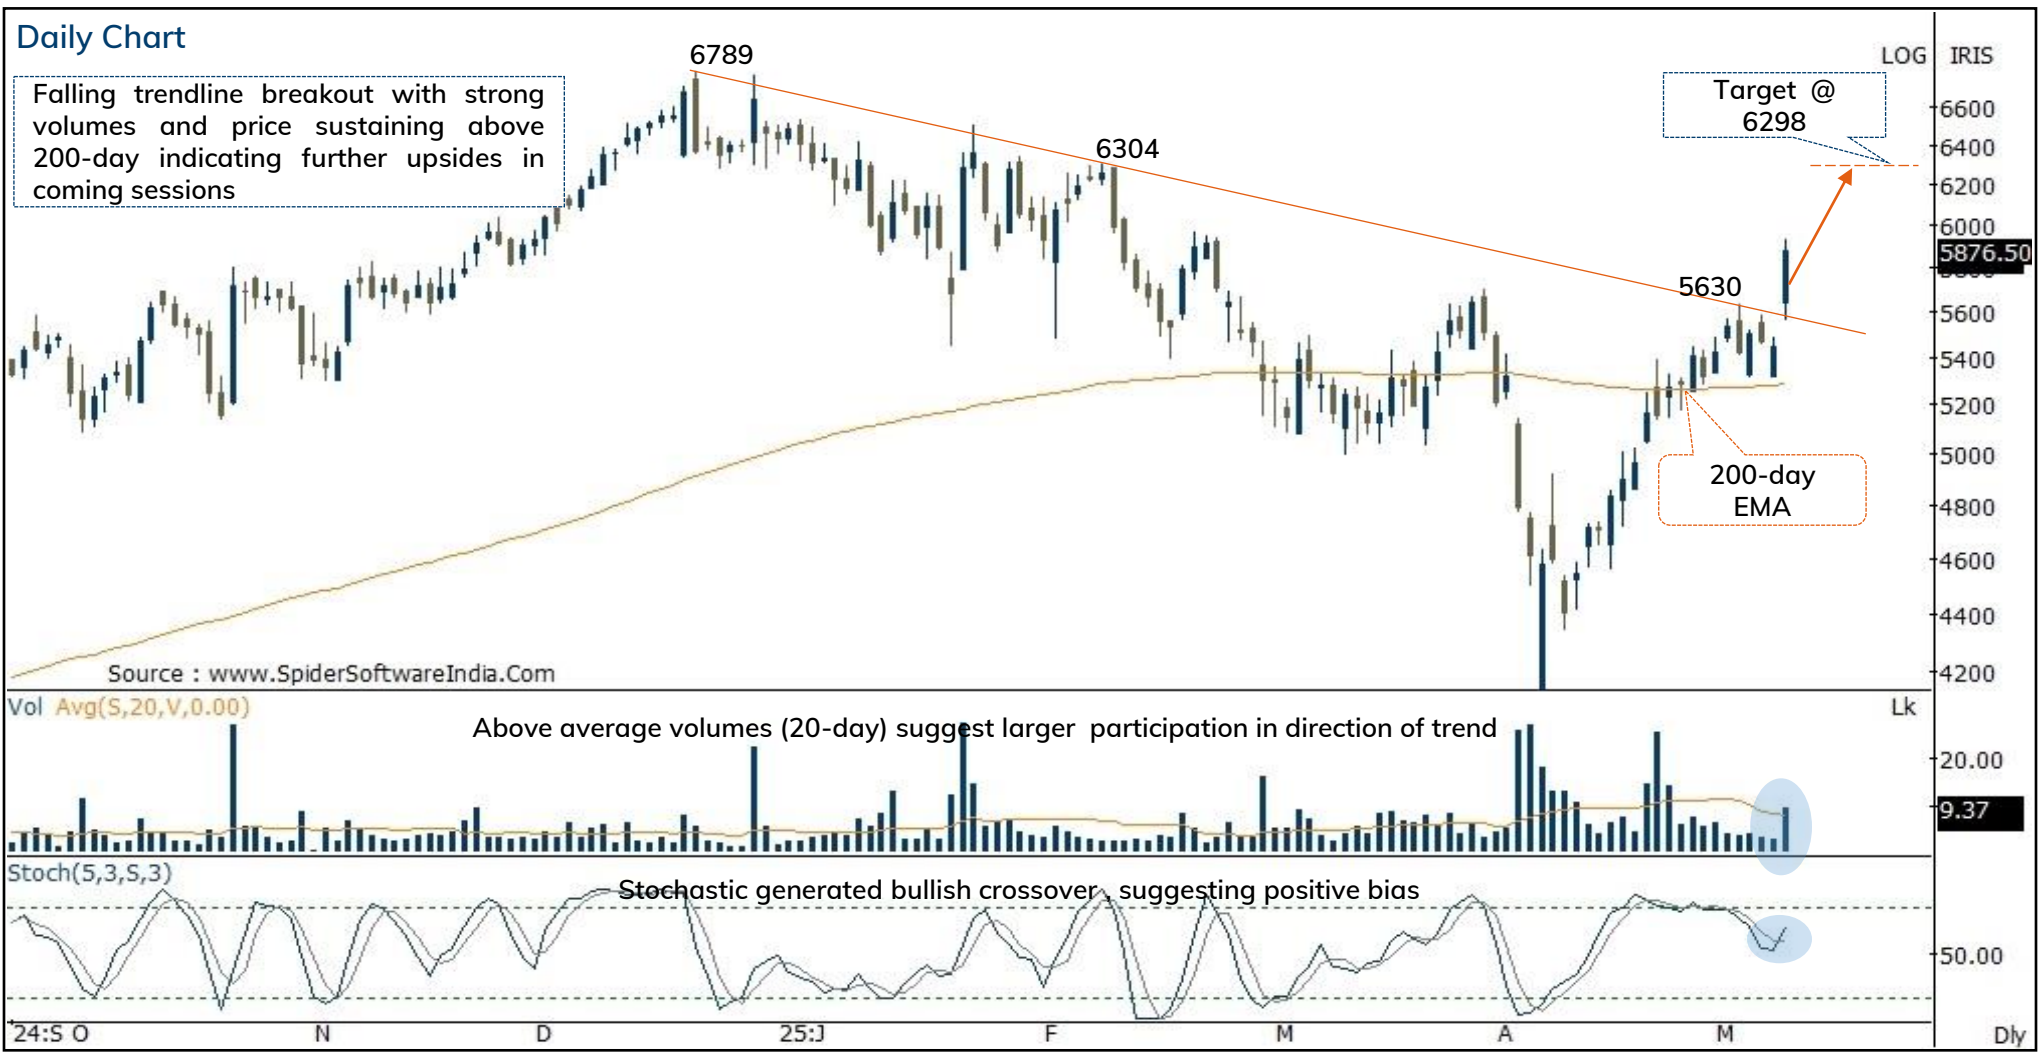 Daily Chart
Falling trendline breakout with strong
volumes and price sustaining above
200-day indicating further upsides in
coming sessions
6789
6304
5630
LOG IRIS
Target @
6298
6600
6400
6200
6000
5876.50
5600
5400
5200
5000
4800
4600
4400
4200
200-day
EMA
Source : www.SpiderSoftwareIndia.Com
Vol Avg(S,20,V,0.00)
Above average volumes (20-day) suggest larger participation in direction of trend
Lk
20.00
9.37
Stoch(5,3,S,3)
Stochastic generated bullish crossover , suggesting positive bias
50.00
24:S O N D 25:J F M A M Dly